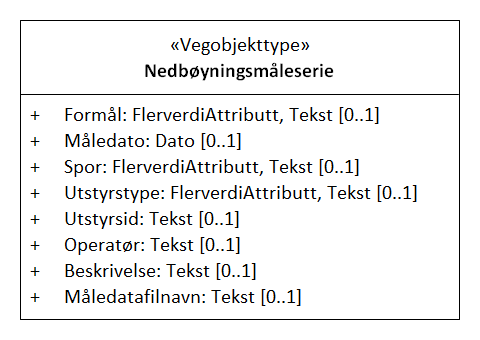 «Vegobjekttype»
Nedbøyningsmåleserie
+ Formål: FlerverdiAttributt, Tekst [0..1]
+ Måledato: Dato [0..1]
+ Spor: FlerverdiAttributt, Tekst [0..1]
+ Utstyrstype: FlerverdiAttributt, Tekst [0..1]
+ Utstyrsid: Tekst [0..1]
+ Operatør: Tekst [0..1]
+ Beskrivelse: Tekst [0..1]
+ Måledatafilnavn: Tekst [0..1]